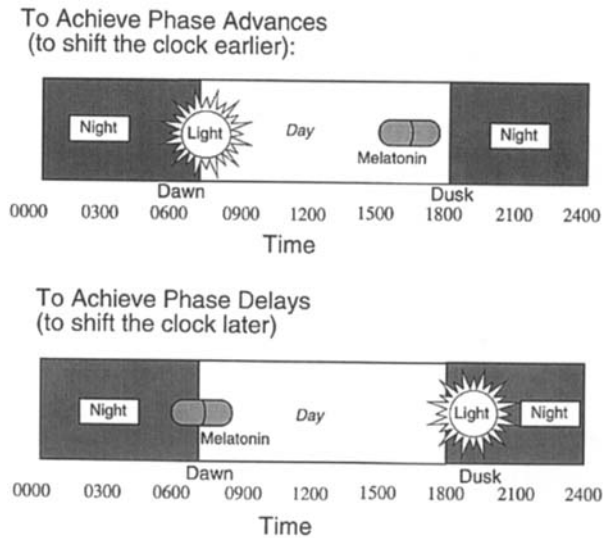 To Achieve Phase Advances
(to shift the clock earlier):
Night
Light
Day
Melatonin
Night
Dawn
Dusk
0000 0300 0600 0900 1200 1500 1800 2100 2400
Time
To Achieve Phase Delays
(to shift the clock later)
Night
Melatonin
Day
Light
Night
Dawn
Dusk
0000 0300 0600 0900 1200 1500 1800 2100 2400
Time